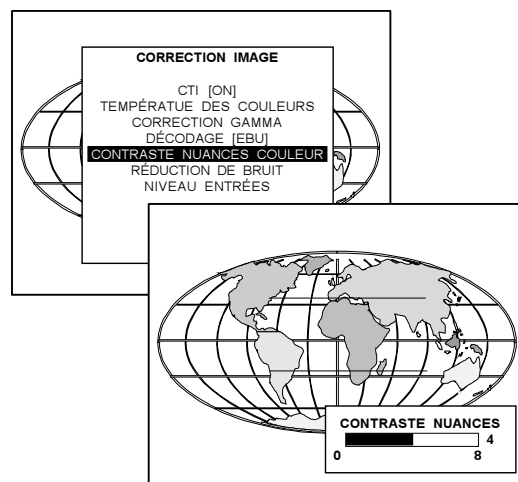 CORRECTION IMAGE
CTI [ON]
TEMPÉRATUE DES COULEURS
CORRECTION GAMMA
DÉCODAGE [EBU]
CONTRASTE NUANCES COULEUR
RÉDUCTION DE BRUIT
NIVEAU ENTRÉES
CONTRASTE NUANCES
4
0 8